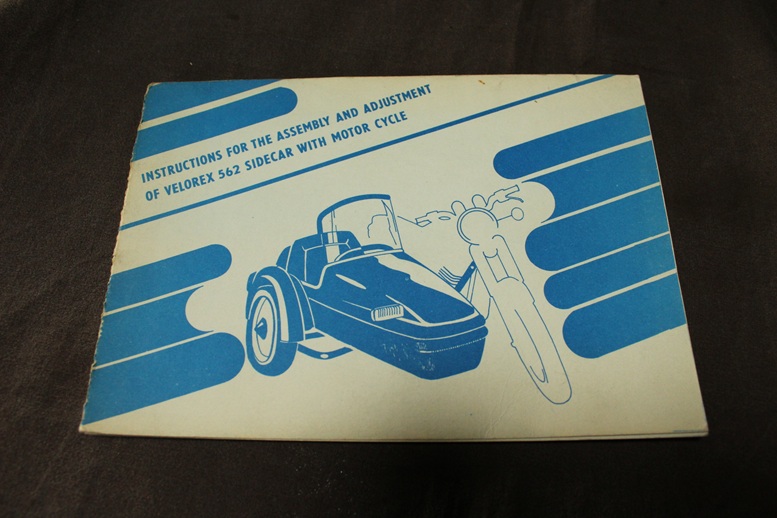 INSTRUCTIONS FOR THE ASSEMBLY AND ADJUSTMENT
OF VELOREX 562 SIDECAR WITH MOTOR CYCLE